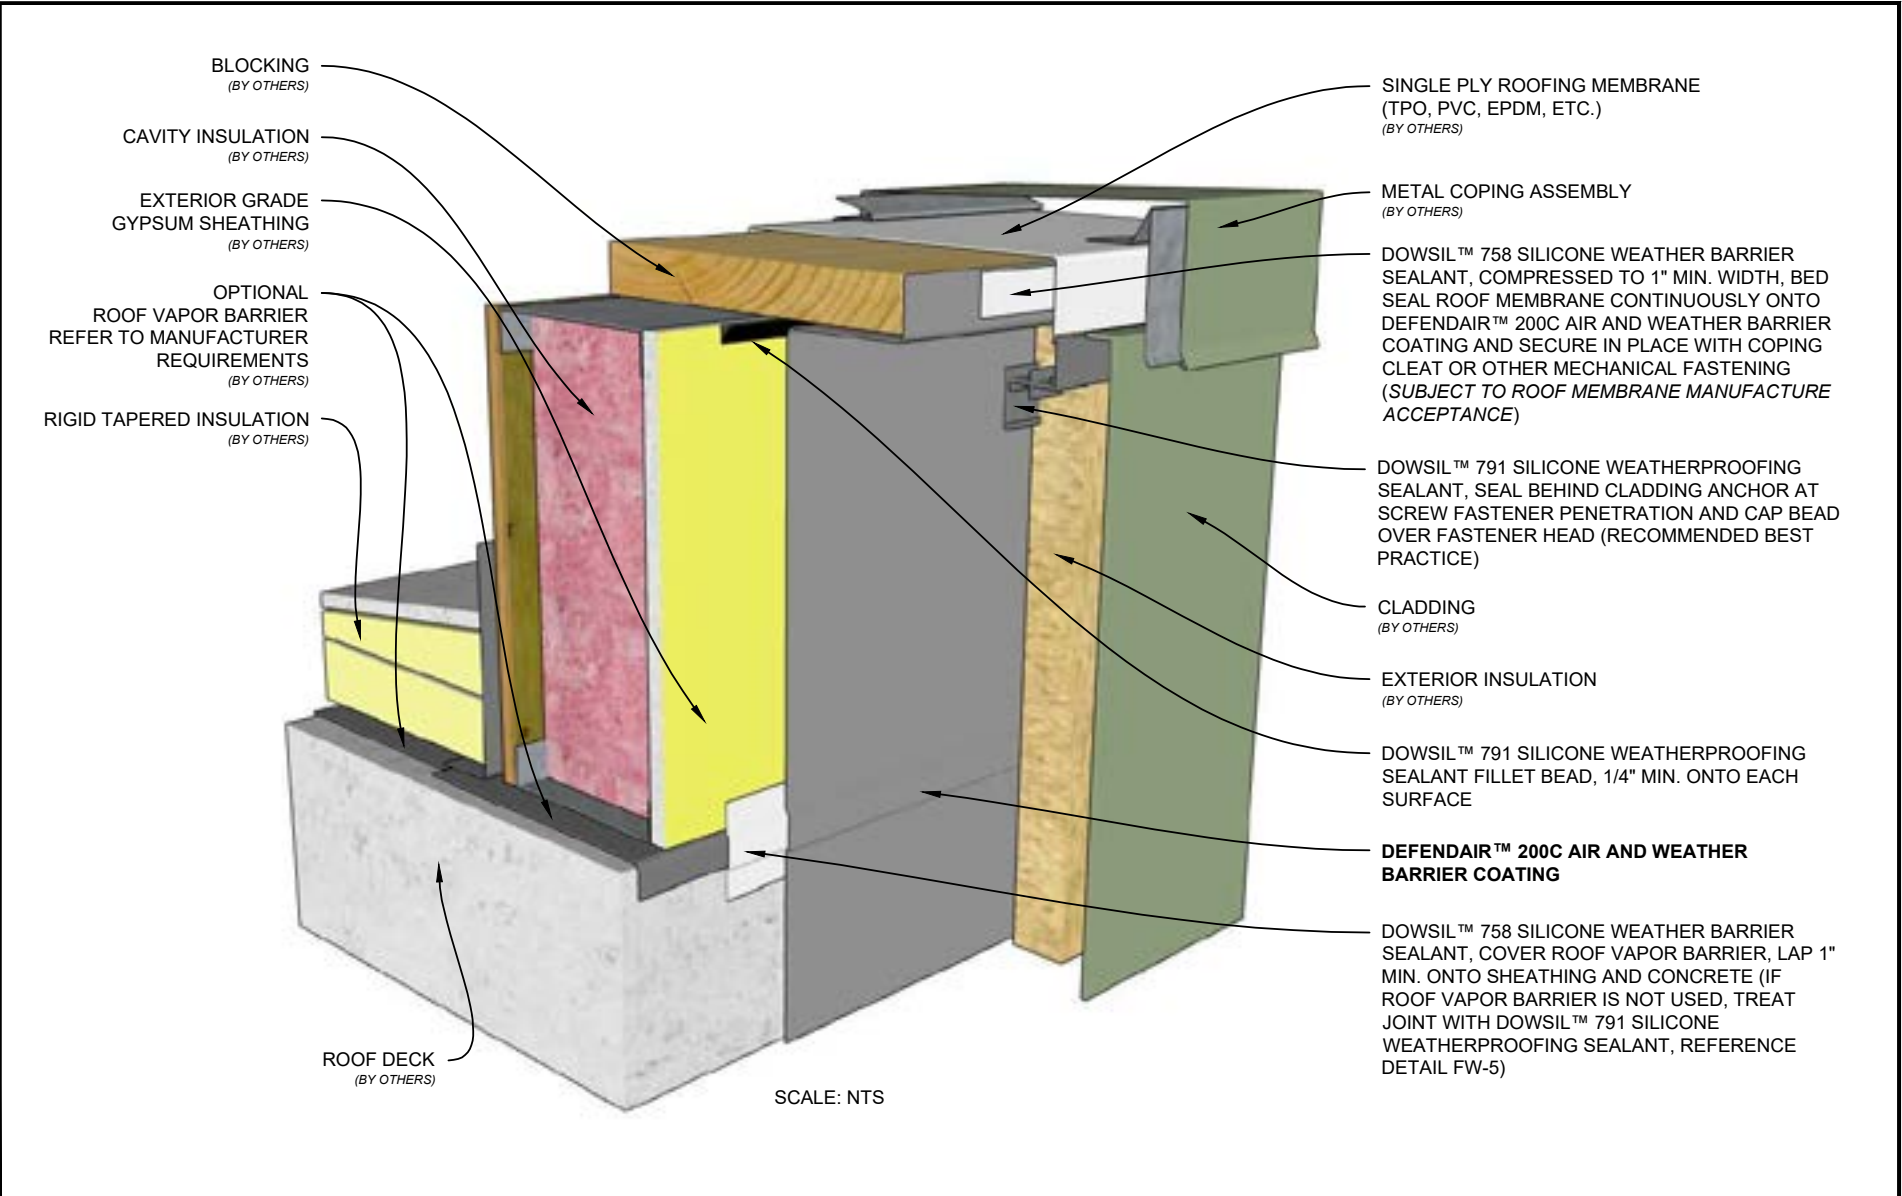 BLOCKING
(BY OTHERS)
CAVITY INSULATION
(BY OTHERS)
EXTERIOR GRADE
GYPSUM SHEATHING
(BY OTHERS)
OPTIONAL
ROOF VAPOR BARRIER
REFER TO MANUFACTURER
REQUIREMENTS
(BY OTHERS)
RIGID TAPERED INSULATION
(BY OTHERS)
ROOF DECK
(BY OTHERS)
SCALE: NTS
SINGLE PLY ROOFING MEMBRANE
(TPO, PVC, EPDM, ETC.)
(BY OTHERS)
METAL COPING ASSEMBLY
(BY OTHERS)
DOWSIL™ 758 SILICONE WEATHER BARRIER
SEALANT, COMPRESSED TO 1" MIN. WIDTH, BED
SEAL ROOF MEMBRANE CONTINUOUSLY ONTO
DEFENDAIR™ 200C AIR AND WEATHER BARRIER
COATING AND SECURE IN PLACE WITH COPING
CLEAT OR OTHER MECHANICAL FASTENING
(SUBJECT TO ROOF MEMBRANE MANUFACTURE
ACCEPTANCE)
DOWSIL™ 791 SILICONE WEATHERPROOFING
SEALANT, SEAL BEHIND CLADDING ANCHOR AT
SCREW FASTENER PENETRATION AND CAP BEAD
OVER FASTENER HEAD (RECOMMENDED BEST
PRACTICE)
CLADDING
(BY OTHERS)
EXTERIOR INSULATION
(BY OTHERS)
DOWSIL™ 791 SILICONE WEATHERPROOFING
SEALANT FILLET BEAD, 1/4" MIN. ONTO EACH
SURFACE
DEFENDAIR™ 200C AIR AND WEATHER
BARRIER COATING
DOWSIL™ 758 SILICONE WEATHER BARRIER
SEALANT, COVER ROOF VAPOR BARRIER, LAP 1"
MIN. ONTO SHEATHING AND CONCRETE (IF
ROOF VAPOR BARRIER IS NOT USED, TREAT
JOINT WITH DOWSIL™ 791 SILICONE
WEATHERPROOFING SEALANT, REFERENCE
DETAIL FW-5)